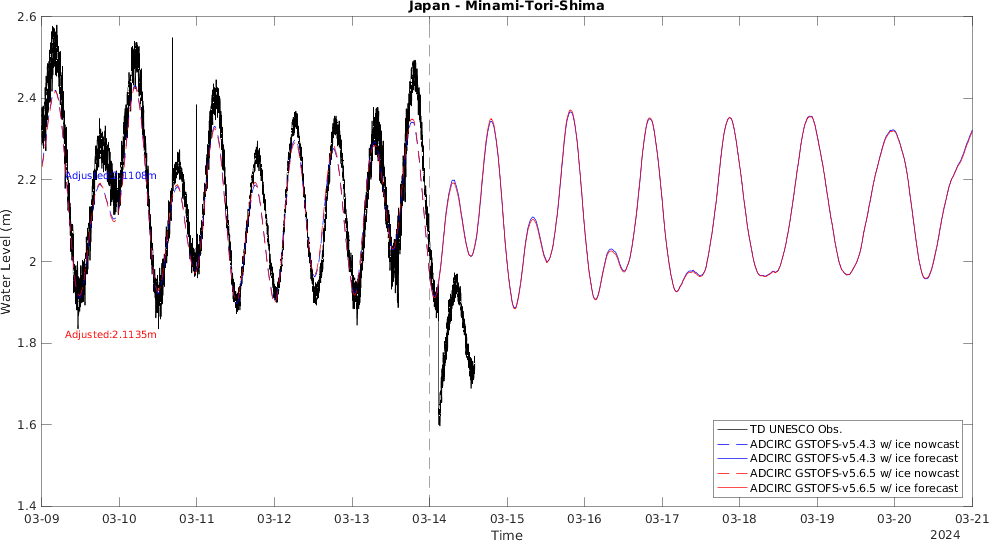 Japan - Minami-Tori-Shima
Water Level (m)
2.6
2.4
2.2
2
1.8
1.6
1.4
Adjusted:2.1108m
Adjusted:2.1135m
TD UNESCO Obs.
ADCIRC GSTOFS-v5.4.3 w/ ice nowcast
ADCIRC GSTOFS-v5.4.3 w/ ice forecast
ADCIRC GSTOFS-v5.6.5 w/ ice nowcast
ADCIRC GSTOFS-v5.6.5 w/ ice forecast
03-09 03-10 03-11 03-12 03-13 03-14 03-15 03-16 03-17 03-18 03-19 03-20 03-21
Time
2024